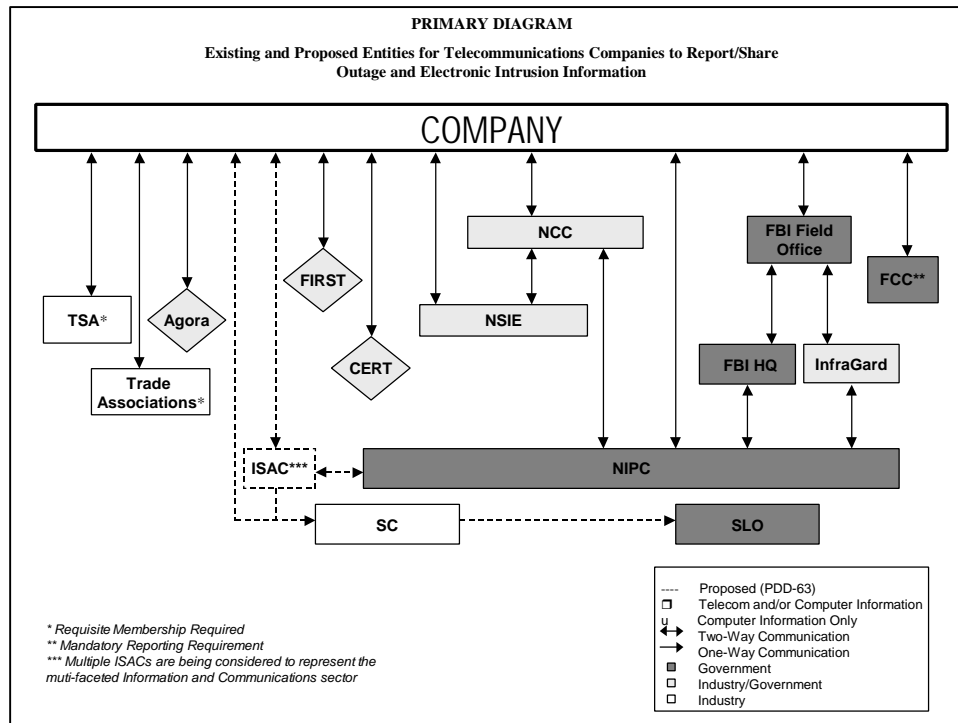 PRIMARY DIAGRAM
Existing and Proposed Entities for Telecommunications Companies to Report/Share
Outage and Electronic Intrusion Information
COMPANY
NCC
FBI Field
Office
FIRST
FCC**
TSA*
Agora
NSIE
CERT
FBI HQ
InfraGard
Trade
Associations*
ISAC***
NIPC
SC
SLO
---- Proposed (PDD-63)
Telecom and/or Computer Information
u Computer Information Only
Two-Way Communication
One-Way Communication
Government
Industry/Government
Industry
* Requisite Membership Required
** Mandatory Reporting Requirement
*** Multiple ISACs are being considered to represent the
muti-faceted Information and Communications sector